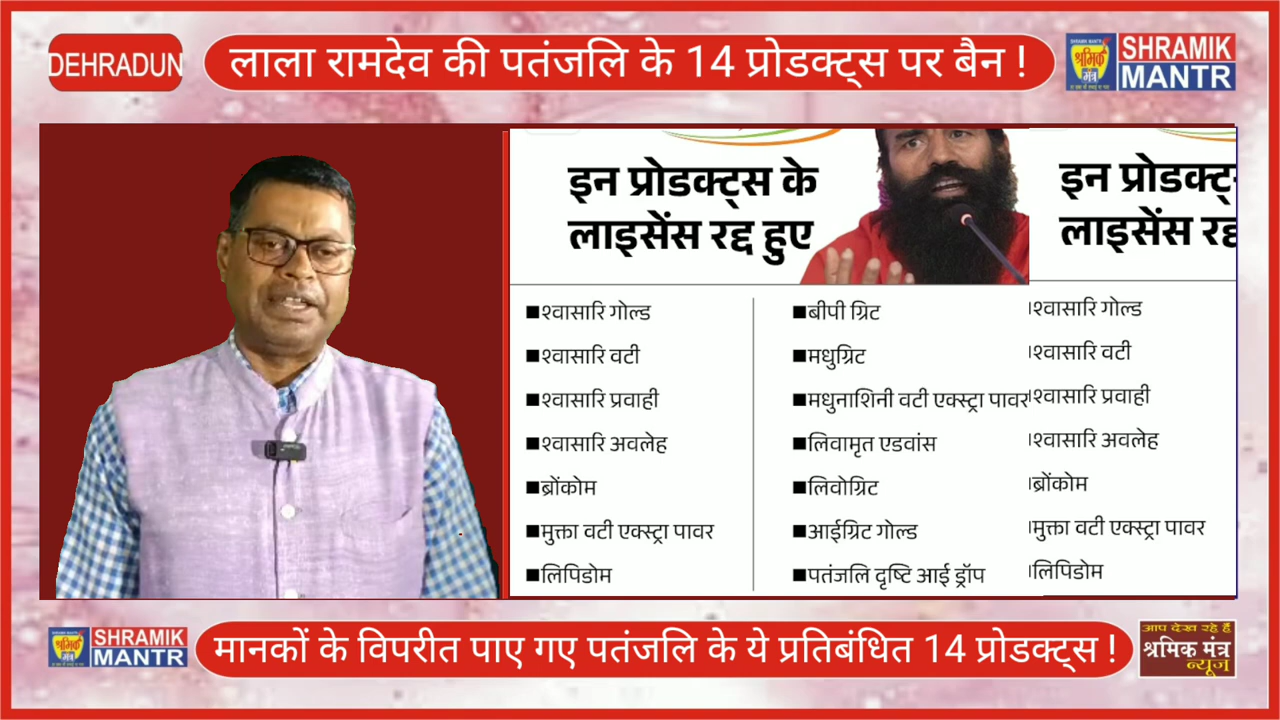 DEHRADUN
लाला रामदेव की पतंजलि के 14 प्रोडक्ट्स पर बैन !
श्रमिक
मंत्र
SHRAMIK
MANTR
इन प्रोडक्ट्स के
लाइसेंस रद्द हुए
■श्वासारि गोल्ड
■श्वासारि वटी
■श्वासारि प्रवाही
■श्वासारि अवलेह
■ब्रोंकोम
■मुक्ता वटी एक्स्ट्रा पावर
■लिपिडोम
■बीपी ग्रिट
■मधुग्रिट
■मधुनाशिनी वटी एक्स्ट्रा पावर
■लिवामृत एडवांस
■लिवोग्रिट
■आईग्रिट गोल्ड
■पतंजलि दृष्टि आई ड्रॉप
इन प्रोडक्ट्
लाइसेंस
श्वासारि गोल्ड
श्वासारि वटी
श्वासारि प्रवाही
श्वासारि अवलेह
ब्रोंकोम
मुक्ता वटी एक्स्ट्रा पावर
लिपिडोम
श्रमिक
मंत्र
SHRAMIK
MANTR
मानकों के विपरीत पाए गए पतंजलि के ये प्रतिबंधित 14 प्रोडक्ट्स !
आप देख रहे हैं
श्रमिक मंत्र
न्यूज